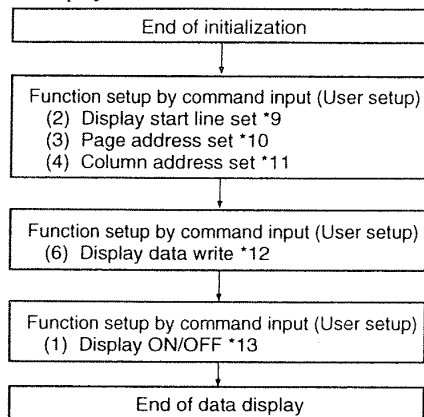 End of initialization
Function setup by command input (User setup)
(2) Display start line set *9
(3) Page address set *10
(4) Column address set *11
Function setup by command input (User setup)
(6) Display data write *12
Function setup by command input (User setup)
(1) Display ON/OFF *13
End of data display